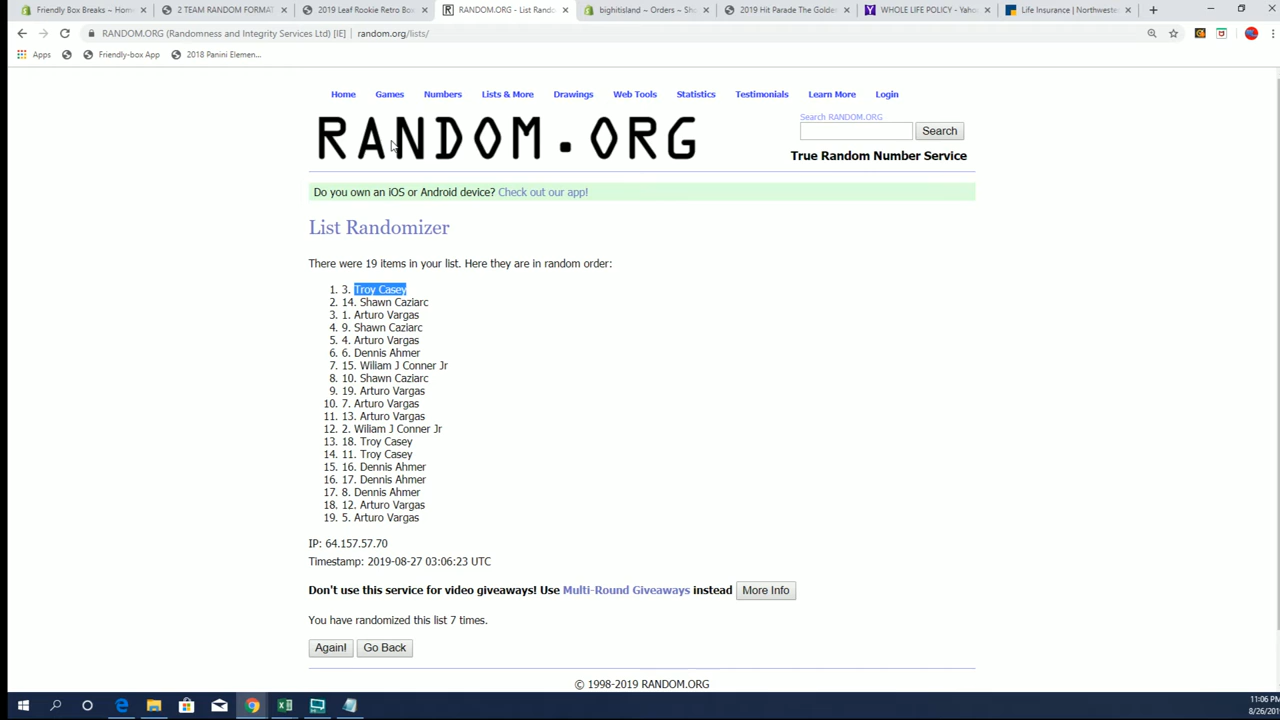 Friendly Box Breaks ~ Hom
2 TEAM RANDOM FORMAT
2019 Leaf Rookie Retro Box
RANDOM.ORG - List Rando
bighitisland ~ Orders ~ Sho
2019 Hit Parade The Golden
WHOLE LIFE POLICY - Yaho
Life Insurance | Northwester
RANDOM.ORG (Randomness and Integrity Services Ltd) [IE] | random.org/lists/
Apps Friendly-box App 2018 Panini Elemen...
Home Games Numbers Lists & More Drawings Web Tools Statistics Testimonials Learn More Login
RANDOM.ORG
Search RANDOM.ORG
Search
True Random Number Service
Do you own an iOS or Android device? Check out our app!
List Randomizer
There were 19 items in your list. Here they are in random order:
1. 3. Troy Casey
2. 14. Shawn Caziarc
3. 1. Arturo Vargas
4. 9. Shawn Caziarc
5. 4. Arturo Vargas
6. 6. Dennis Ahmer
7. 15. Wiliam J Conner Jr
8. 10. Shawn Caziarc
9. 19. Arturo Vargas
10. 7. Arturo Vargas
11. 13. Arturo Vargas
12. 2. Wiliam J Conner Jr
13. 18. Troy Casey
14. 11. Troy Casey
15. 16. Dennis Ahmer
16. 17. Dennis Ahmer
17. 8. Dennis Ahmer
18. 12. Arturo Vargas
19. 5. Arturo Vargas
IP: 64.157.57.70
Timestamp: 2019-08-27 03:06:23 UTC
Don't use this service for video giveaways! Use Multi-Round Giveaways instead More Info
You have randomized this list 7 times.
Again! Go Back
© 1998-2019 RANDOM.ORG
11:06 PM
8/26/201